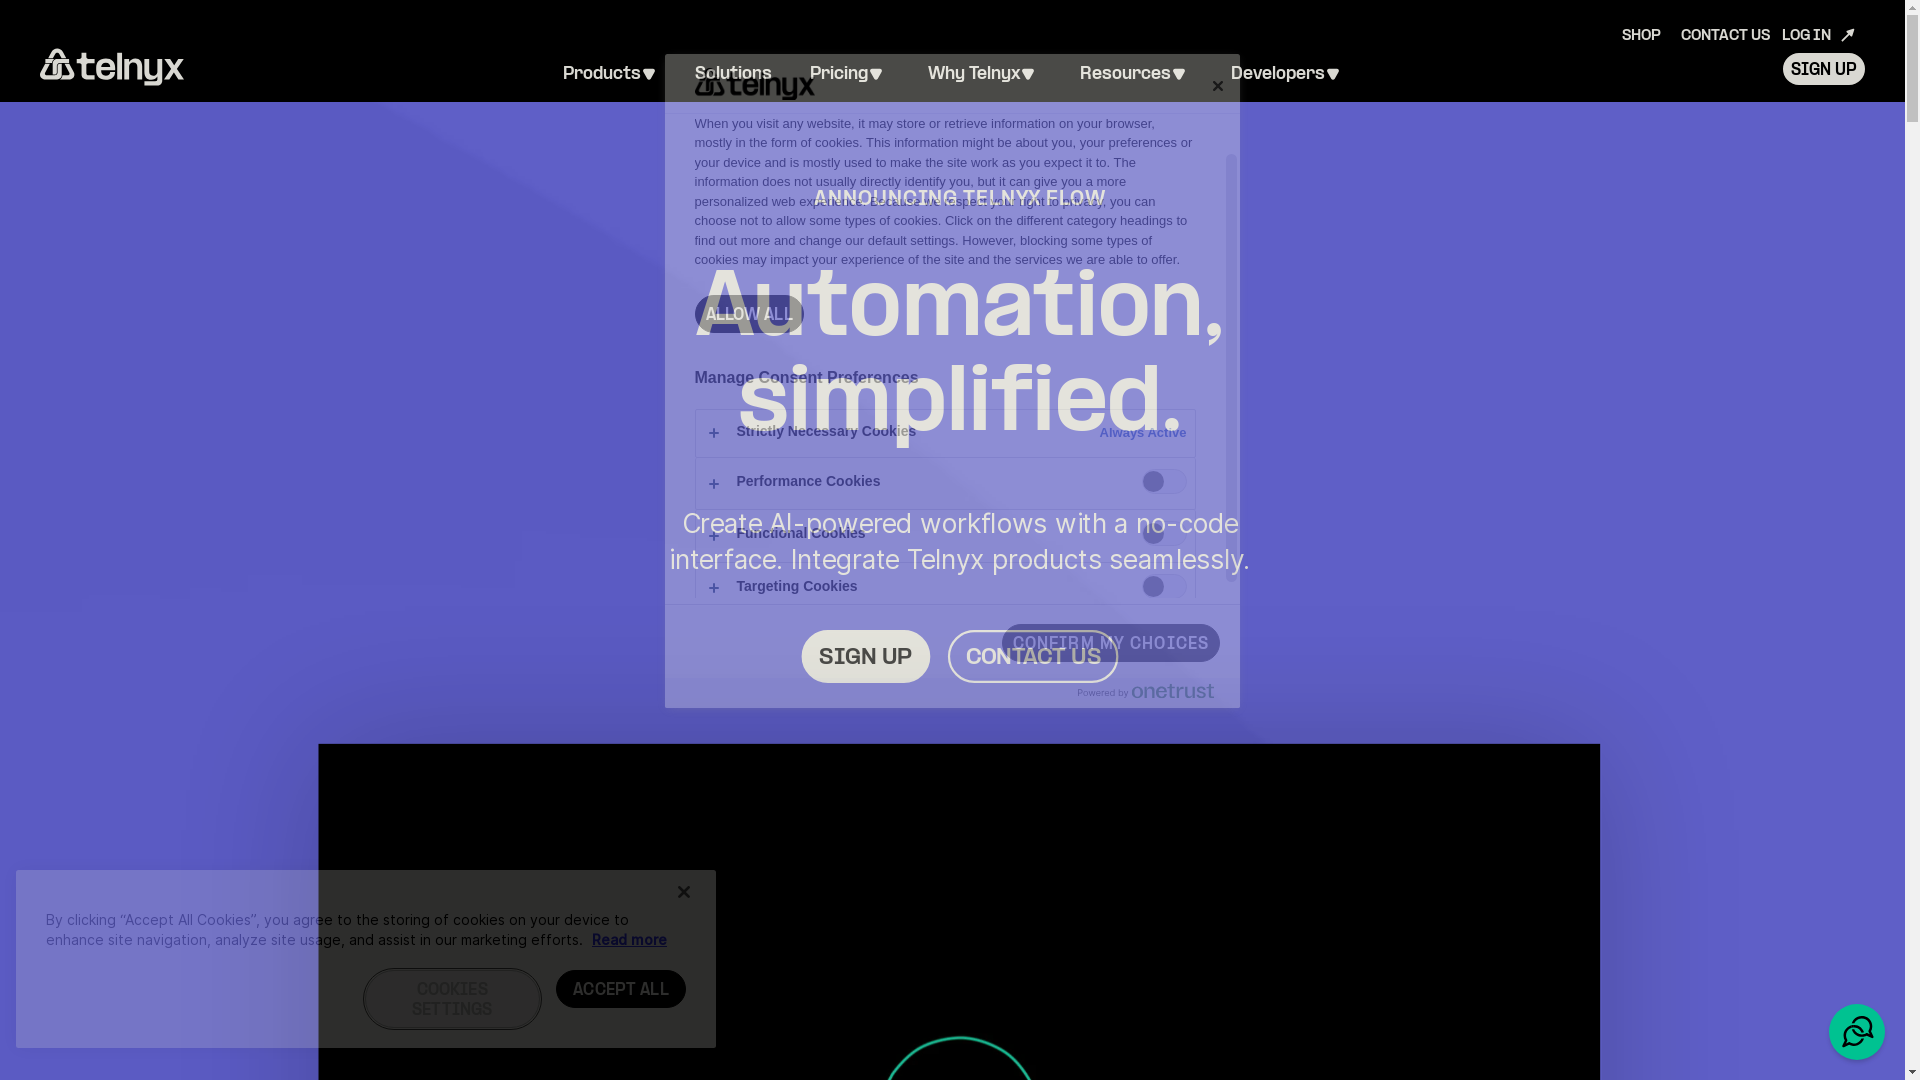 SHOP CONTACT US LOG IN
telnyx
Products Solutions Pricing Why Telnyx Resources Developers
SIGN UP
telnyx
When you visit any website, it may store or retrieve information on your browser,
mostly in the form of cookies. This information might be about you, your preferences or
your device and is mostly used to make the site work as you expect it to. The
information does not usually directly identify you, but it can give you a more
ANNOUNCING TELNYX FLOW
personalized web experience. Because we respect your right to privacy, you can
choose not to allow some types of cookies. Click on the different category headings to
find out more and change our default settings. However, blocking some types of
cookies may impact your experience of the site and the services we are able to offer.
Automation,
simplified.
ALLOW ALL
Manage Consent Preferences
Strictly Necessary Cookies Always Active
Performance Cookies
Create AI-powered workflows with a no-code
interface. Integrate Telnyx products seamlessly.
Functional Cookies
Targeting Cookies
SIGN UP CONTACT US
CONFIRM MY CHOICES
Powered by onetrust
By clicking “Accept All Cookies”, you agree to the storing of cookies on your device to
enhance site navigation, analyze site usage, and assist in our marketing efforts. Read more
COOKIES
SETTINGS
ACCEPT ALL